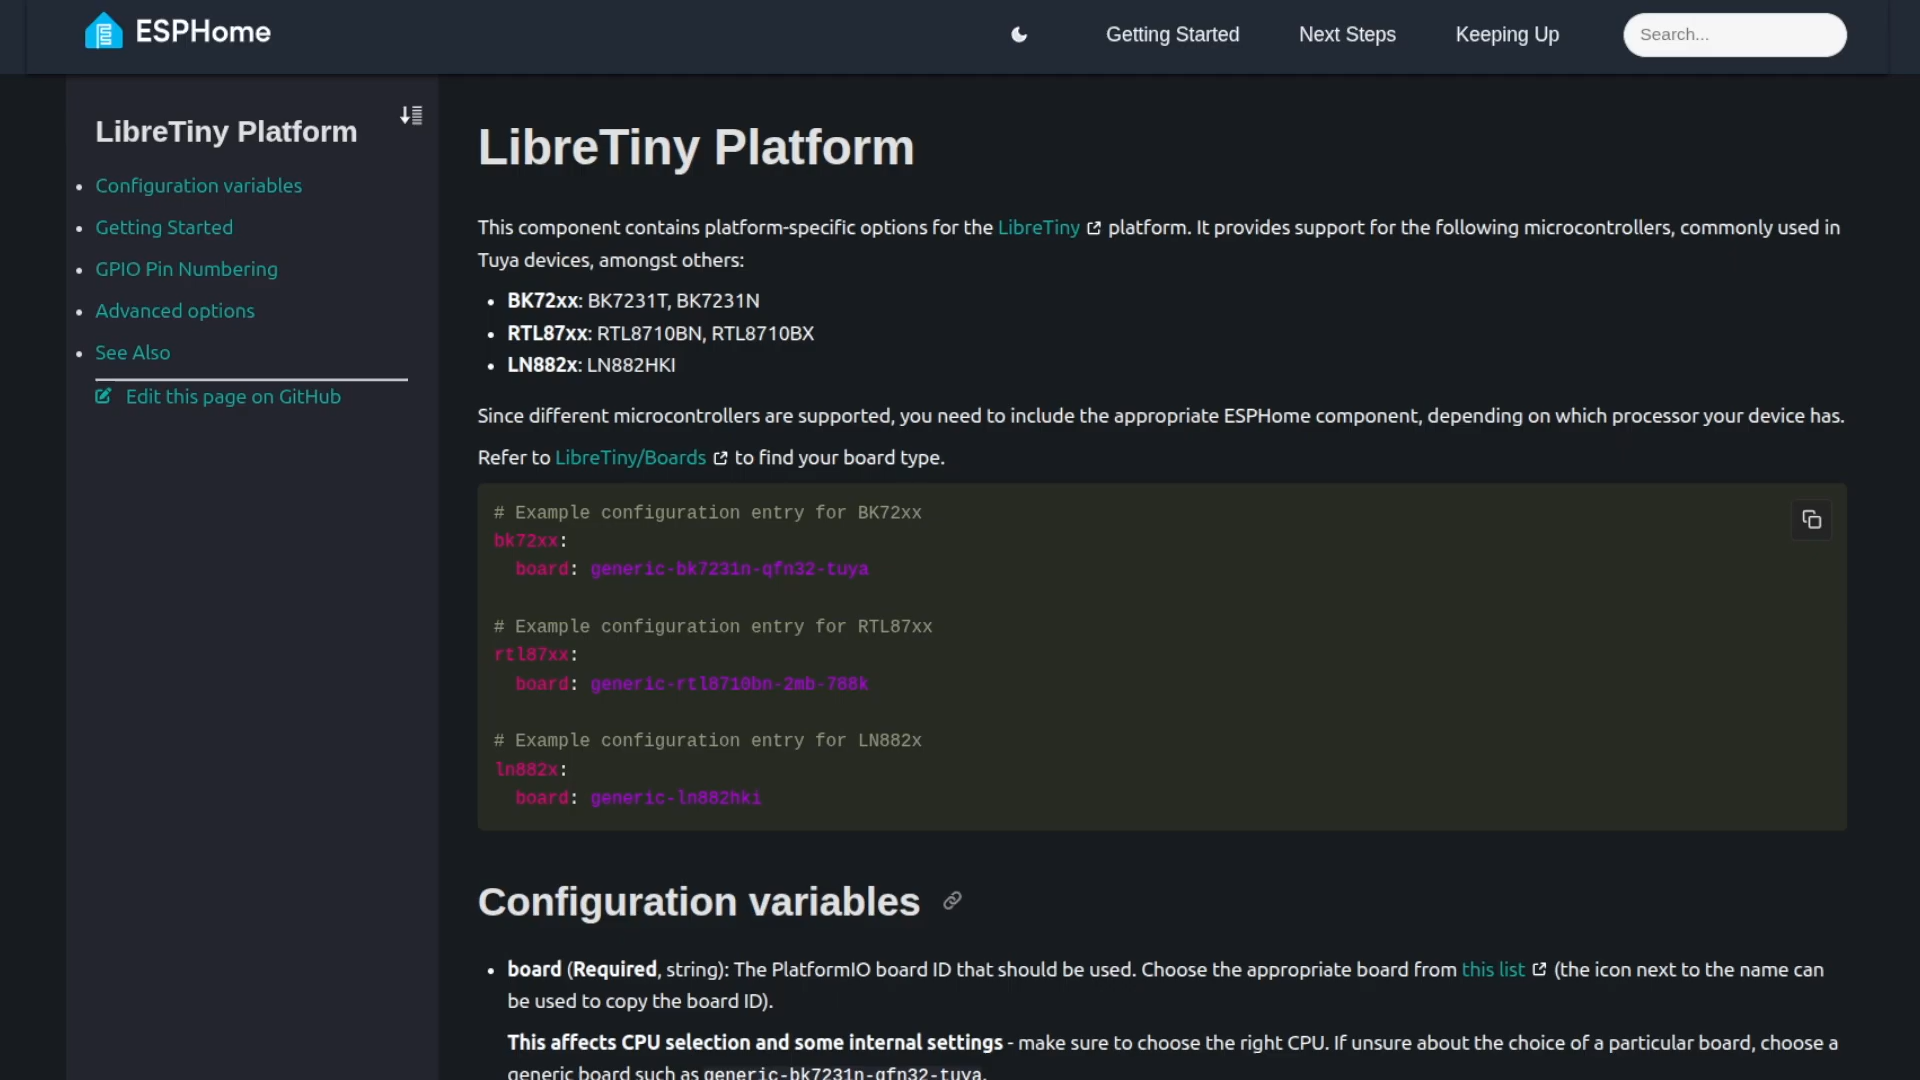 ESPHome
Getting Started
Next Steps
Keeping Up
Search...
LibreTiny Platform
Configuration variables
Getting Started
GPIO Pin Numbering
Advanced options
See Also
Edit this page on GitHub
LibreTiny Platform
This component contains platform-specific options for the LibreTiny platform. It provides support for the following microcontrollers, commonly used in
Tuya devices, amongst others:
BK72xx: BK7231T, BK7231N
RTL87xx: RTL8710BN, RTL8710BX
LN882x: LN882HKI
Since different microcontrollers are supported, you need to include the appropriate ESPHome component, depending on which processor your device has.
Refer to LibreTiny/Boards to find your board type.
# Example configuration entry for BK72xx
bk72xx:
  board: generic-bk7231n-qfn32-tuya
# Example configuration entry for RTL87xx
rtl87xx:
  board: generic-rtl8710bn-2mb-788k
# Example configuration entry for LN882x
ln882x:
  board: generic-ln882hki
Configuration variables
board (Required, string): The PlatformIO board ID that should be used. Choose the appropriate board from this list (the icon next to the name can
be used to copy the board ID).
This affects CPU selection and some internal settings - make sure to choose the right CPU. If unsure about the choice of a particular board, choose a
generic board such as generic-bk7231n-qfn32-tuya.